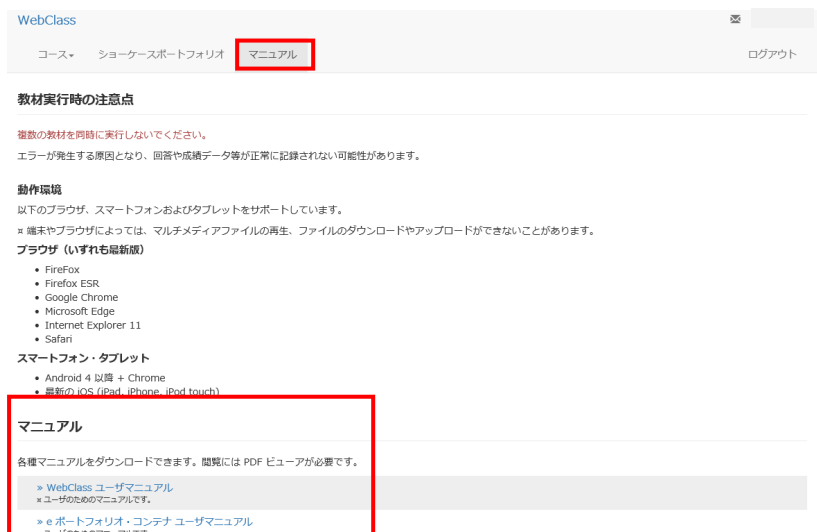 WebClass
コース ショーケースポートフォリオ マニュアル ログアウト
教材実行時の注意点
複数の教材を同時に実行しないでください。
エラーが発生する原因となり、回答や成績データ等が正常に記録されない可能性があります。
動作環境
以下のブラウザ、スマートフォンおよびタブレットをサポートしています。
¤ 端末やブラウザによっては、マルチメディアファイルの再生、ファイルのダウンロードやアップロードができないことがあります。
ブラウザ（いずれも最新版）
• FireFox
• Firefox ESR
• Google Chrome
• Microsoft Edge
• Internet Explorer 11
• Safari
スマートフォン・タブレット
• Android 4 以降 + Chrome
• 最新の iOS (iPad, iPhone, iPod touch)
マニュアル
各種マニュアルをダウンロードできます。閲覧には PDF ビューアが必要です。
» WebClass ユーザマニュアル
¤ ユーザのためのマニュアルです。
» e ポートフォリオ・コンテナ ユーザマニュアル